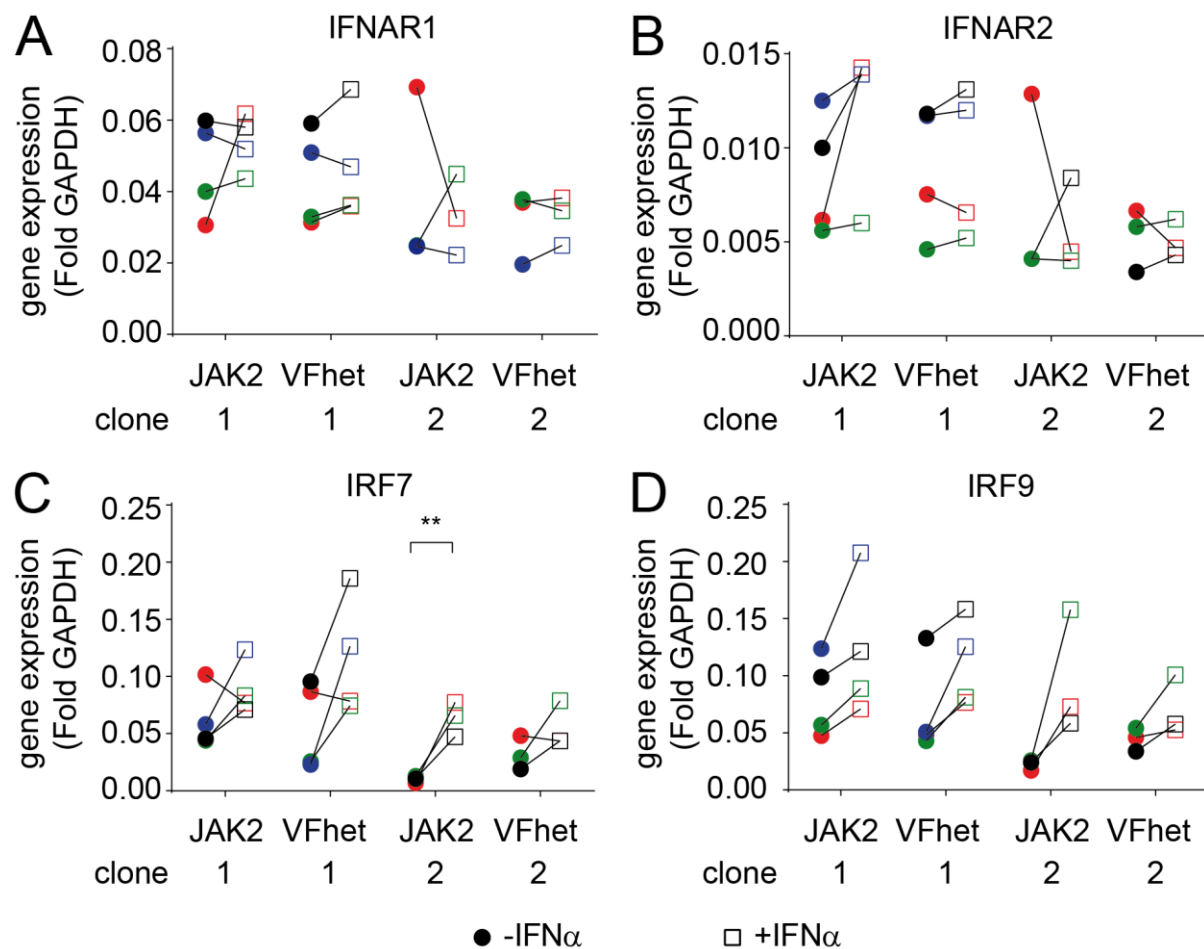 A
IFNAR1
gene expression
(Fold GAPDH)
0.08
0.06
0.04
0.02
0.00
JAK2 VFhet JAK2 VFhet
clone 1 1 2 2
B
IFNAR2
gene expression
(Fold GAPDH)
0.015
0.010
0.005
0.000
JAK2 VFhet JAK2 VFhet
clone 1 1 2 2
C
IRF7
gene expression
(Fold GAPDH)
0.25
0.20
0.15
0.10
0.05
0.00
**
JAK2 VFhet JAK2 VFhet
clone 1 1 2 2
D
IRF9
gene expression
(Fold GAPDH)
0.25
0.20
0.15
0.10
0.05
0.00
JAK2 VFhet JAK2 VFhet
clone 1 1 2 2
-IFNα +IFNα